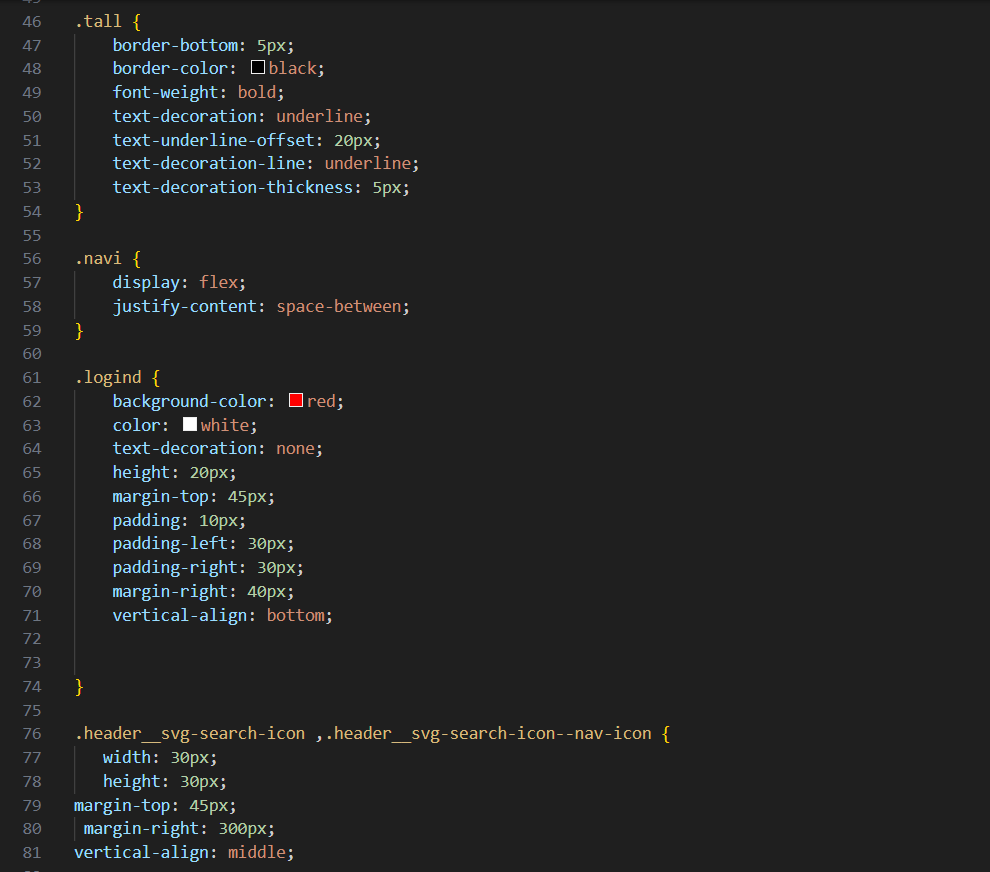 46 .tall {
47     border-bottom: 5px;
48     border-color: black;
49     font-weight: bold;
50     text-decoration: underline;
51     text-underline-offset: 20px;
52     text-decoration-line: underline;
53     text-decoration-thickness: 5px;
54 }
55
56 .navi {
57     display: flex;
58     justify-content: space-between;
59 }
60
61 .logind {
62     background-color: red;
63     color: white;
64     text-decoration: none;
65     height: 20px;
66     margin-top: 45px;
67     padding: 10px;
68     padding-left: 30px;
69     padding-right: 30px;
70     margin-right: 40px;
71     vertical-align: bottom;
72
73
74 }
75
76 .header__svg-search-icon ,.header__svg-search-icon--nav-icon {
77    width: 30px;
78    height: 30px;
79 margin-top: 45px;
80  margin-right: 300px;
81 vertical-align: middle;